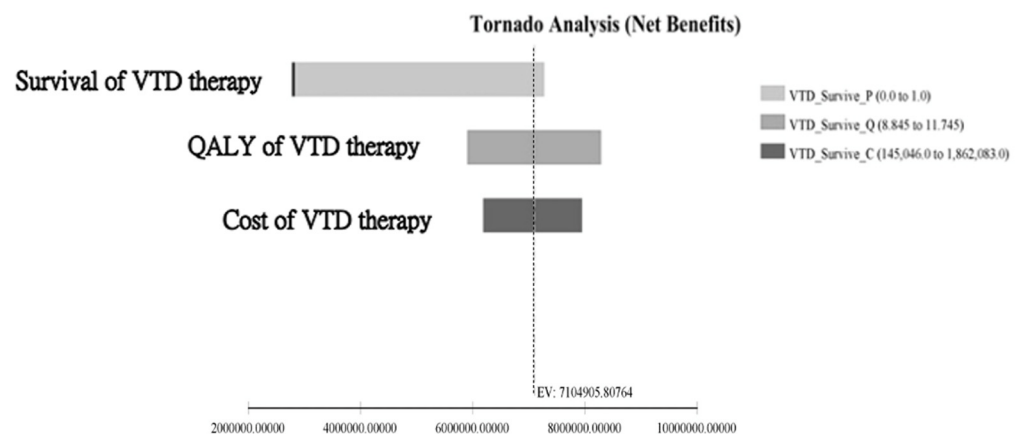 Tornado Analysis (Net Benefits)
Survival of VTD therapy
QALY of VTD therapy
Cost of VTD therapy
VTD_Survive_P (0.0 to 1.0)
VTD_Survive_Q (8.845 to 11.745)
VTD_Survive_C (145,046.0 to 1,862,083.0)
EV: 7104905.80764
2000000.00000 4000000.00000 6000000.00000 8000000.00000 10000000.00000